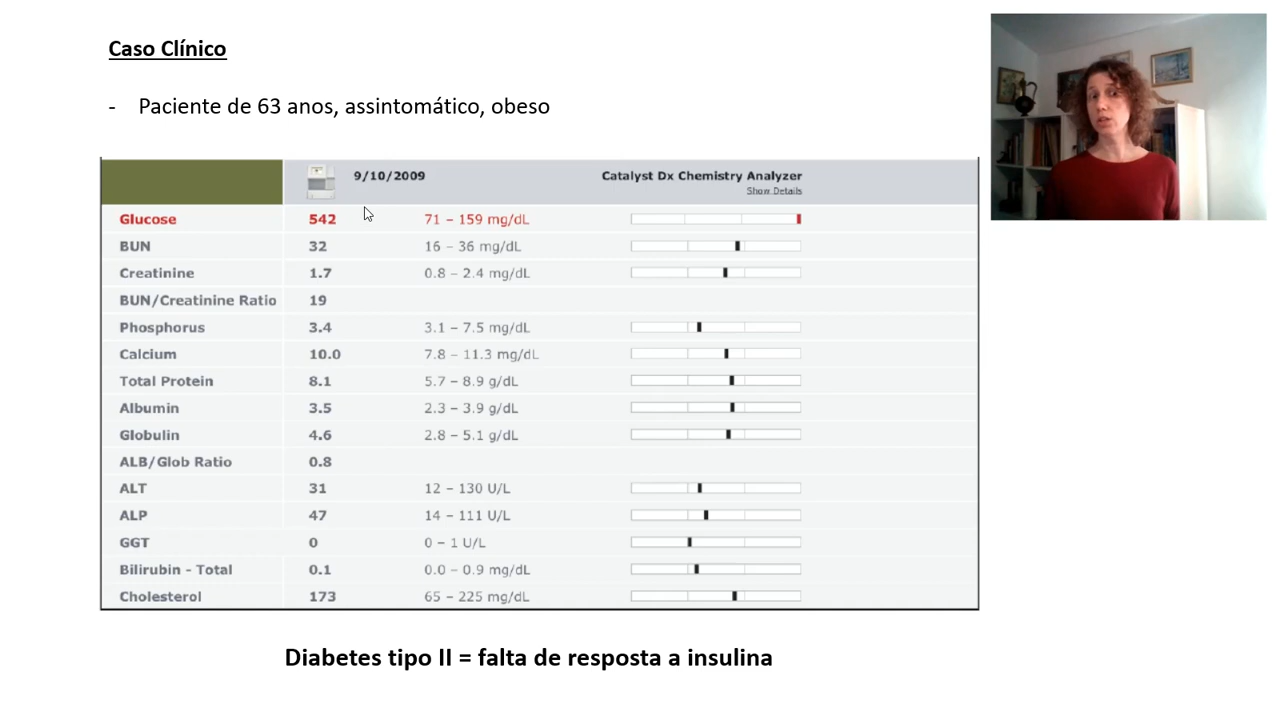 Caso Clínico
- Paciente de 63 anos, assintomático, obeso
9/10/2009 Catalyst Dx Chemistry Analyzer
Show Details
Glucose 542 71 – 159 mg/dL
BUN 32 16 – 36 mg/dL
Creatinine 1.7 0.8 – 2.4 mg/dL
BUN/Creatinine Ratio 19
Phosphorus 3.4 3.1 – 7.5 mg/dL
Calcium 10.0 7.8 – 11.3 mg/dL
Total Protein 8.1 5.7 – 8.9 g/dL
Albumin 3.5 2.3 – 3.9 g/dL
Globulin 4.6 2.8 – 5.1 g/dL
ALB/Glob Ratio 0.8
ALT 31 12 – 130 U/L
ALP 47 14 – 111 U/L
GGT 0 0 – 1 U/L
Bilirubin - Total 0.1 0.0 – 0.9 mg/dL
Cholesterol 173 65 – 225 mg/dL
Diabetes tipo II = falta de resposta a insulina